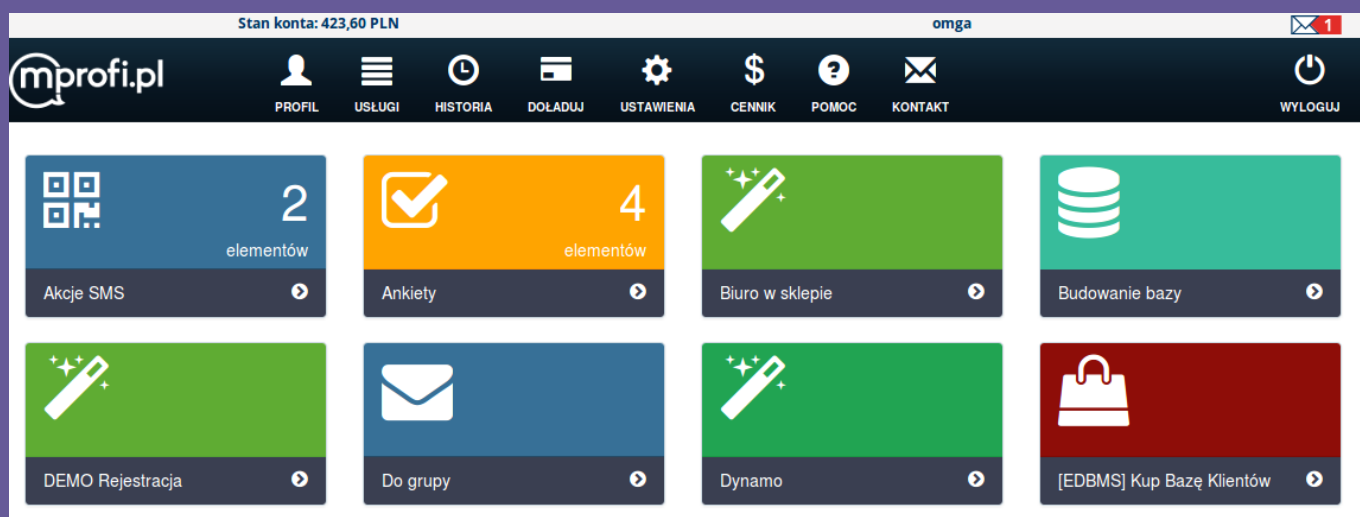 Stan konta: 423,60 PLN omga 1
mprofi.pl
PROFIL USŁUGI HISTORIA DOŁADUJ USTAWIENIA CENNIK POMOC KONTAKT WYLOGUJ
2 4
elementów elementów
Akcje SMS Ankiety Biuro w sklepie Budowanie bazy
DEMO Rejestracja Do grupy Dynamo [EDBMS] Kup Bazę Klientów